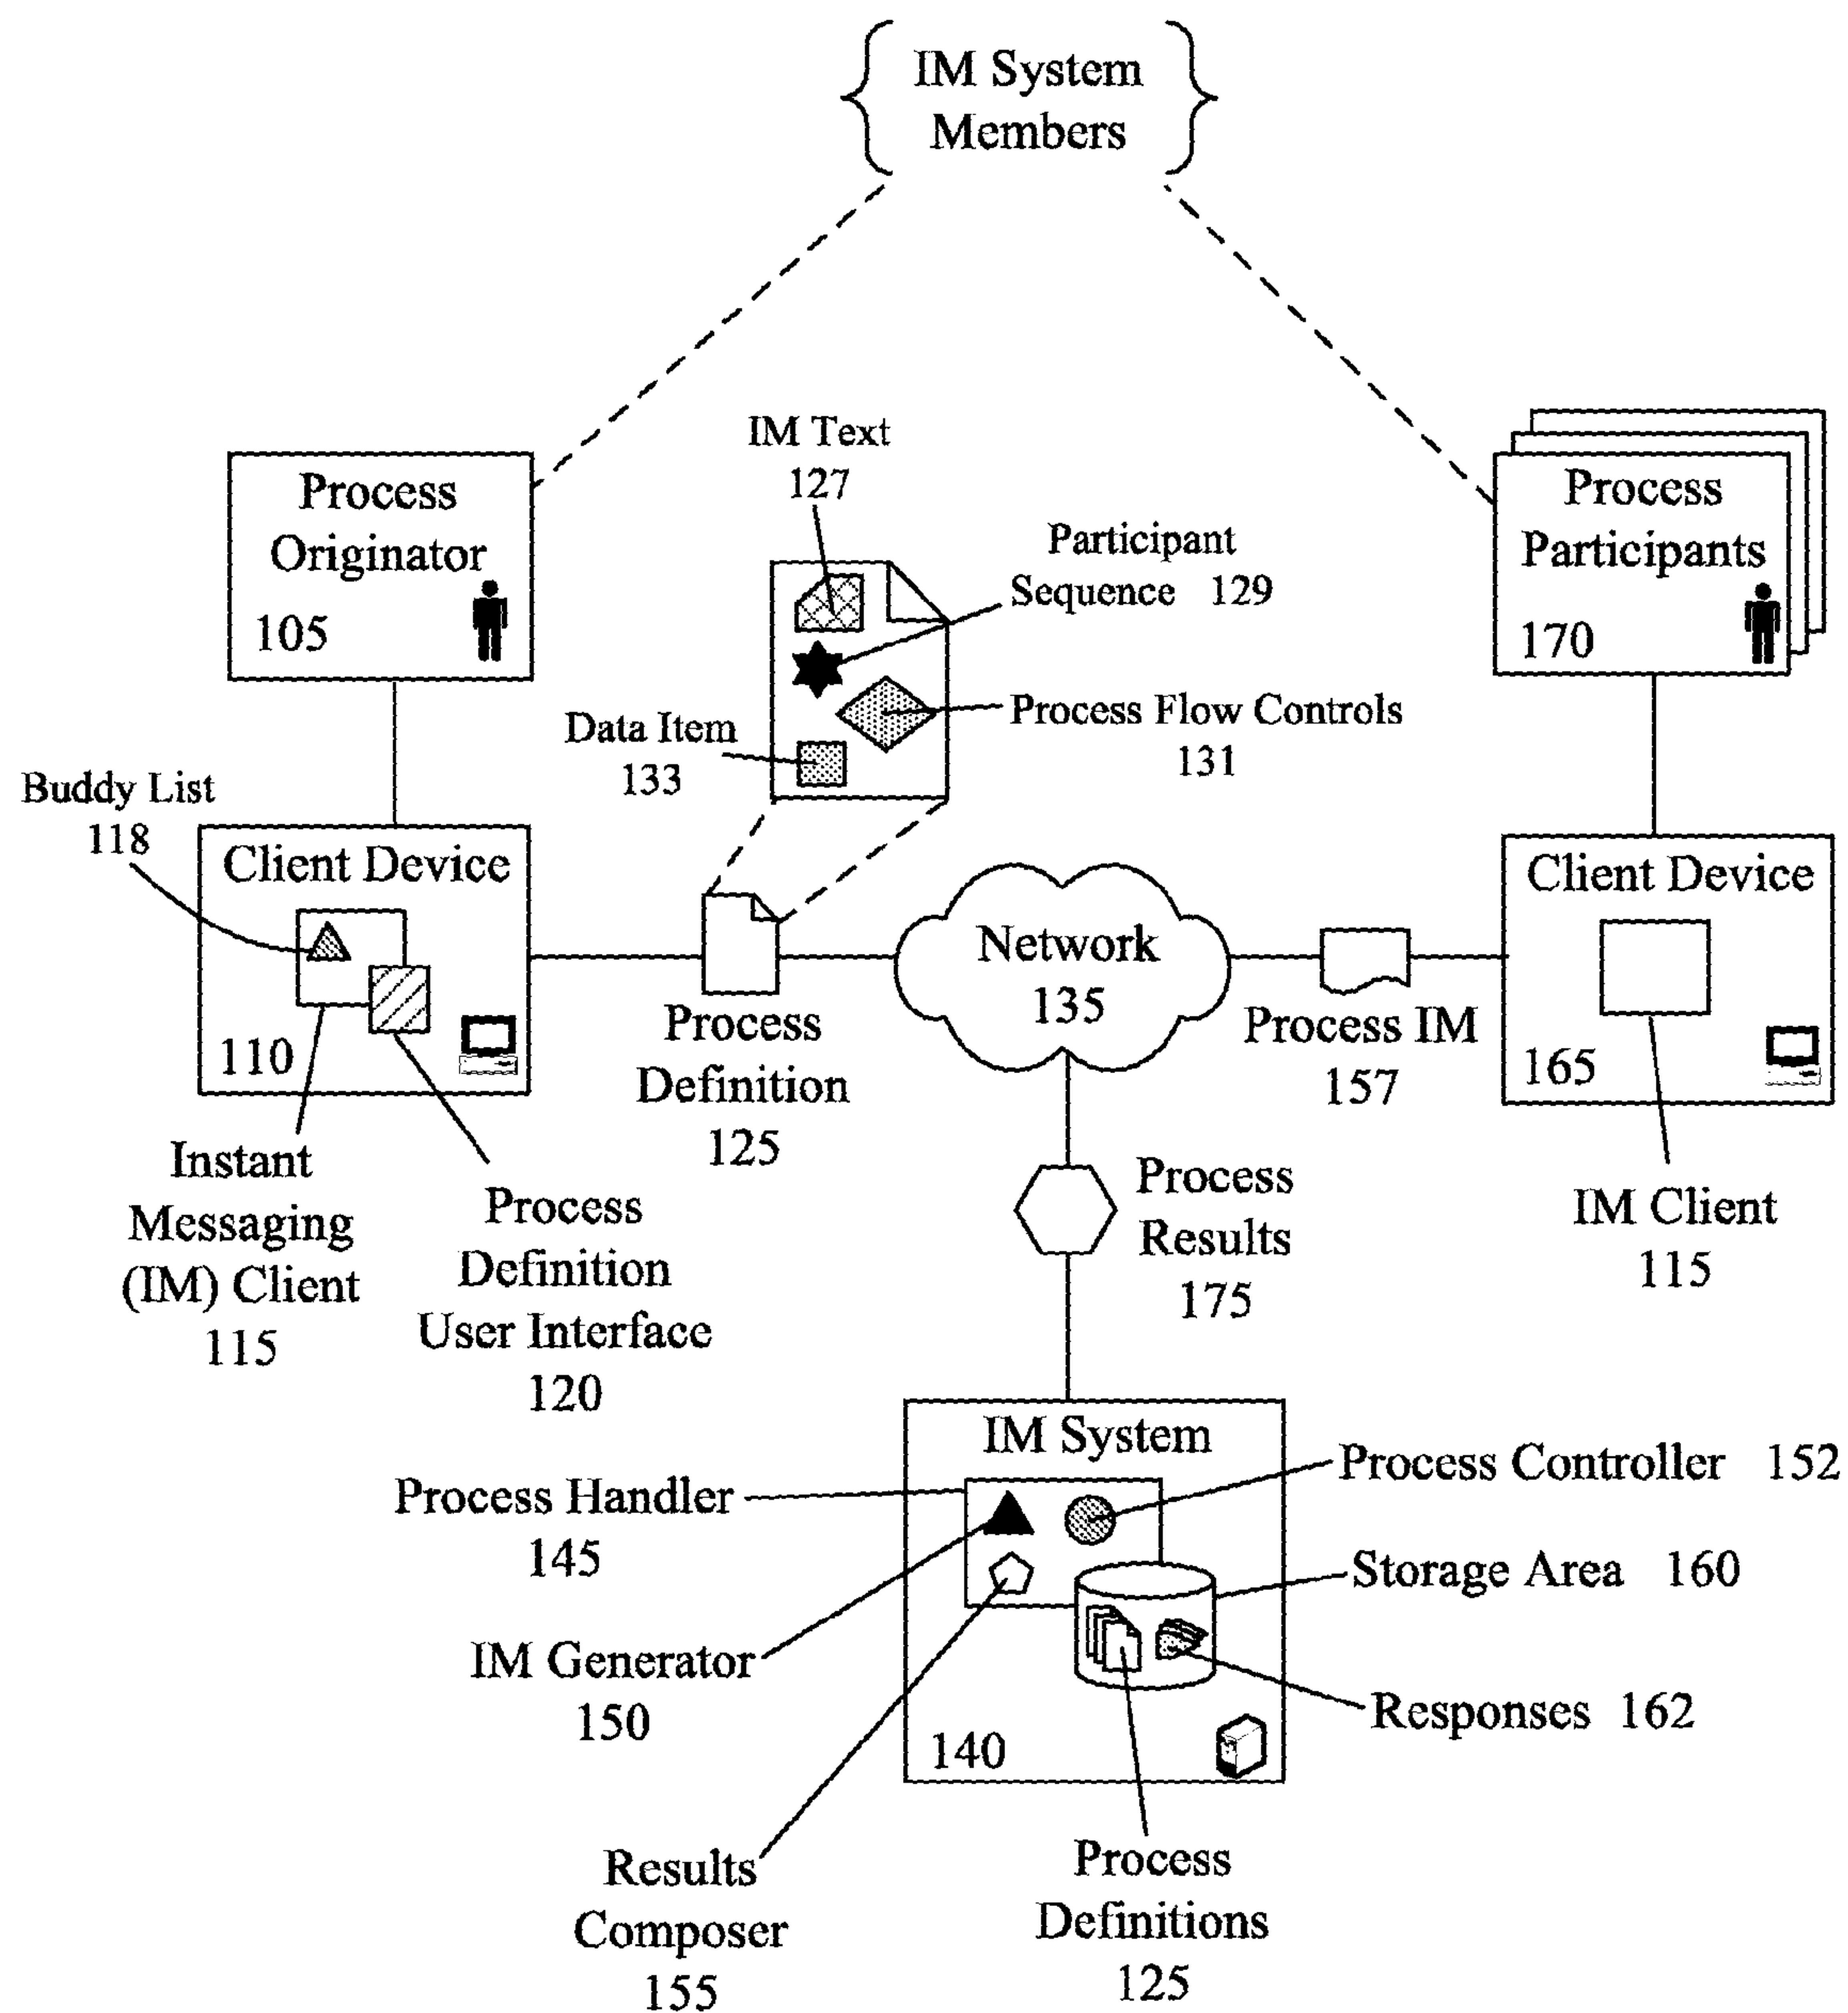 IM System
Members
Process
Originator
105
IM Text
127
Participant
Sequence 129
Process Flow Controls
131
Data Item
133
Process
Participants
170
Buddy List
118
Client Device
110
Instant
Messaging
(IM) Client
115
Process
Definition
User Interface
120
Process
Definition
125
Network
135
Process IM
157
Client Device
165
IM Client
115
Process
Results
175
IM System
140
Process Handler
145
Process Controller 152
Storage Area 160
IM Generator
150
Responses 162
Results
Composer
155
Process
Definitions
125